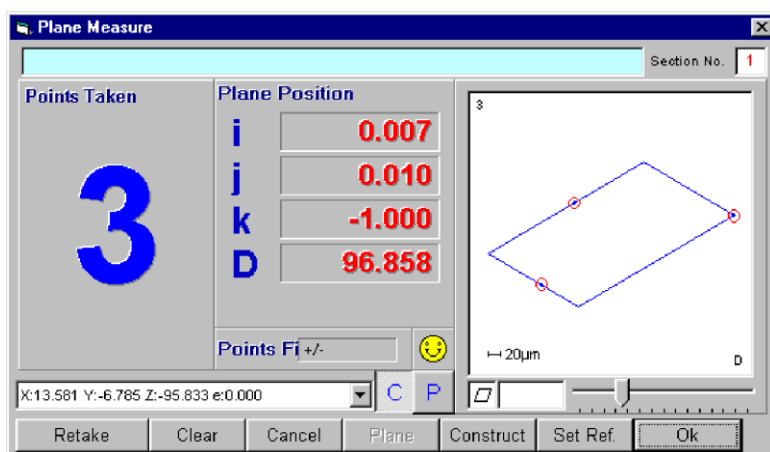 Plane Measure
Section No. 1
Points Taken
3
Plane Position
i 0.007
j 0.010
k -1.000
D 96.858
Points Fi +/-
3
20µm
D
X:13.581 Y:-6.785 Z:-95.833 e:0.000
C P
Retake Clear Cancel Plane Construct Set Ref. Ok